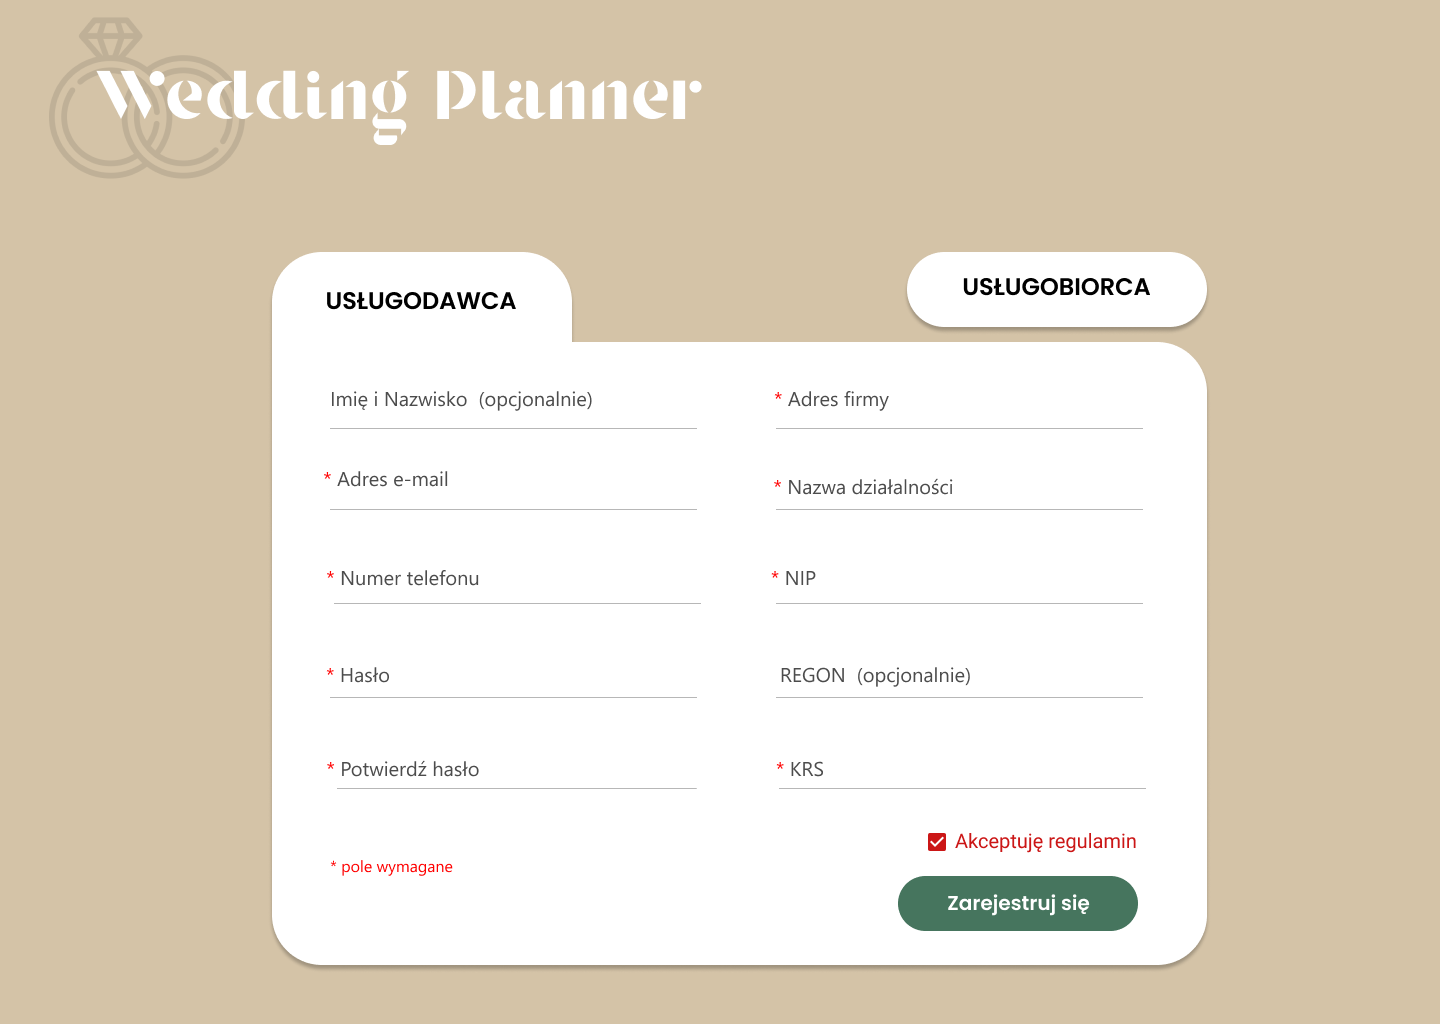 Wedding Planner
USŁUGODAWCA
USŁUGOBIORCA
Imię i Nazwisko (opcjonalnie)
* Adres firmy
* Adres e-mail
* Nazwa działalności
* Numer telefonu
* NIP
* Hasło
REGON (opcjonalnie)
* Potwierdź hasło
* KRS
Akceptuję regulamin
* pole wymagane
Zarejestruj się